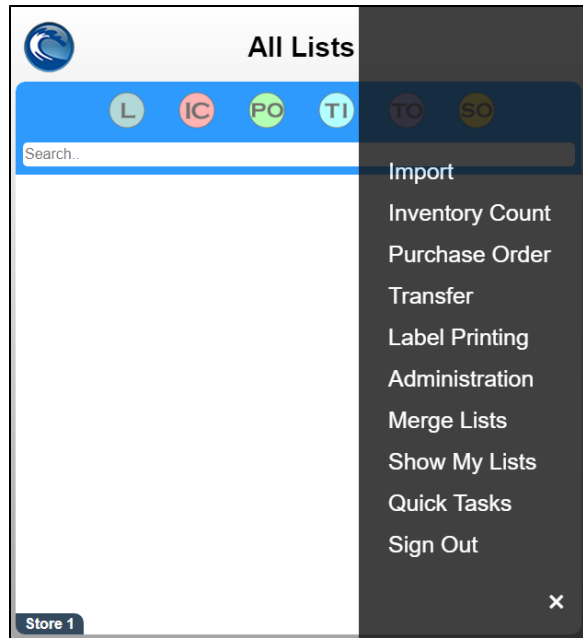 All Lists
L IC PO TI TO SO
Search..
Import
Inventory Count
Purchase Order
Transfer
Label Printing
Administration
Merge Lists
Show My Lists
Quick Tasks
Sign Out
×
Store 1